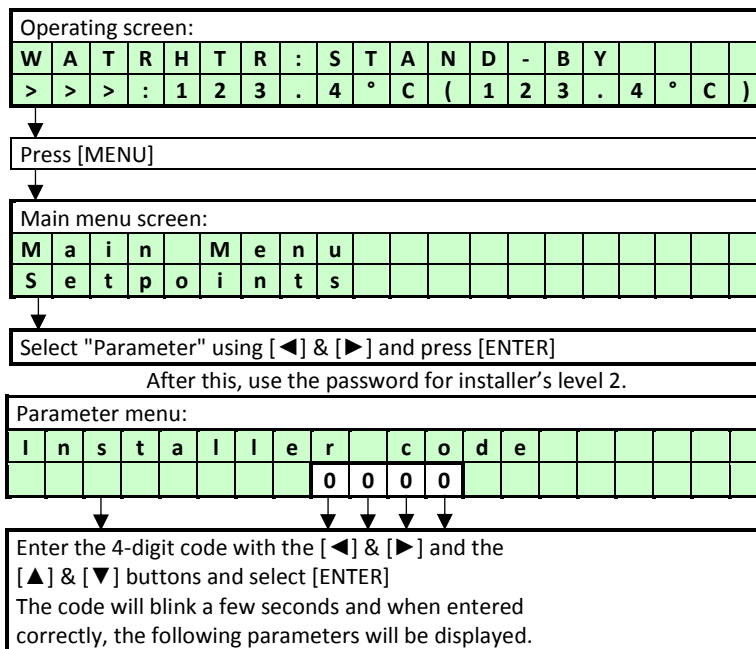 Operating screen:
WATRHTR:STAND-BY
>>>:123.4°C(123.4°C)
Press [MENU]
Main menu screen:
Main Menu
Setpoints
Select "Parameter" using [◄] & [►] and press [ENTER]
After this, use the password for installer's level 2.
Parameter menu:
Installer code
0000
Enter the 4-digit code with the [◄] & [►] and the
[▲] & [▼] buttons and select [ENTER]
The code will blink a few seconds and when entered
correctly, the following parameters will be displayed.